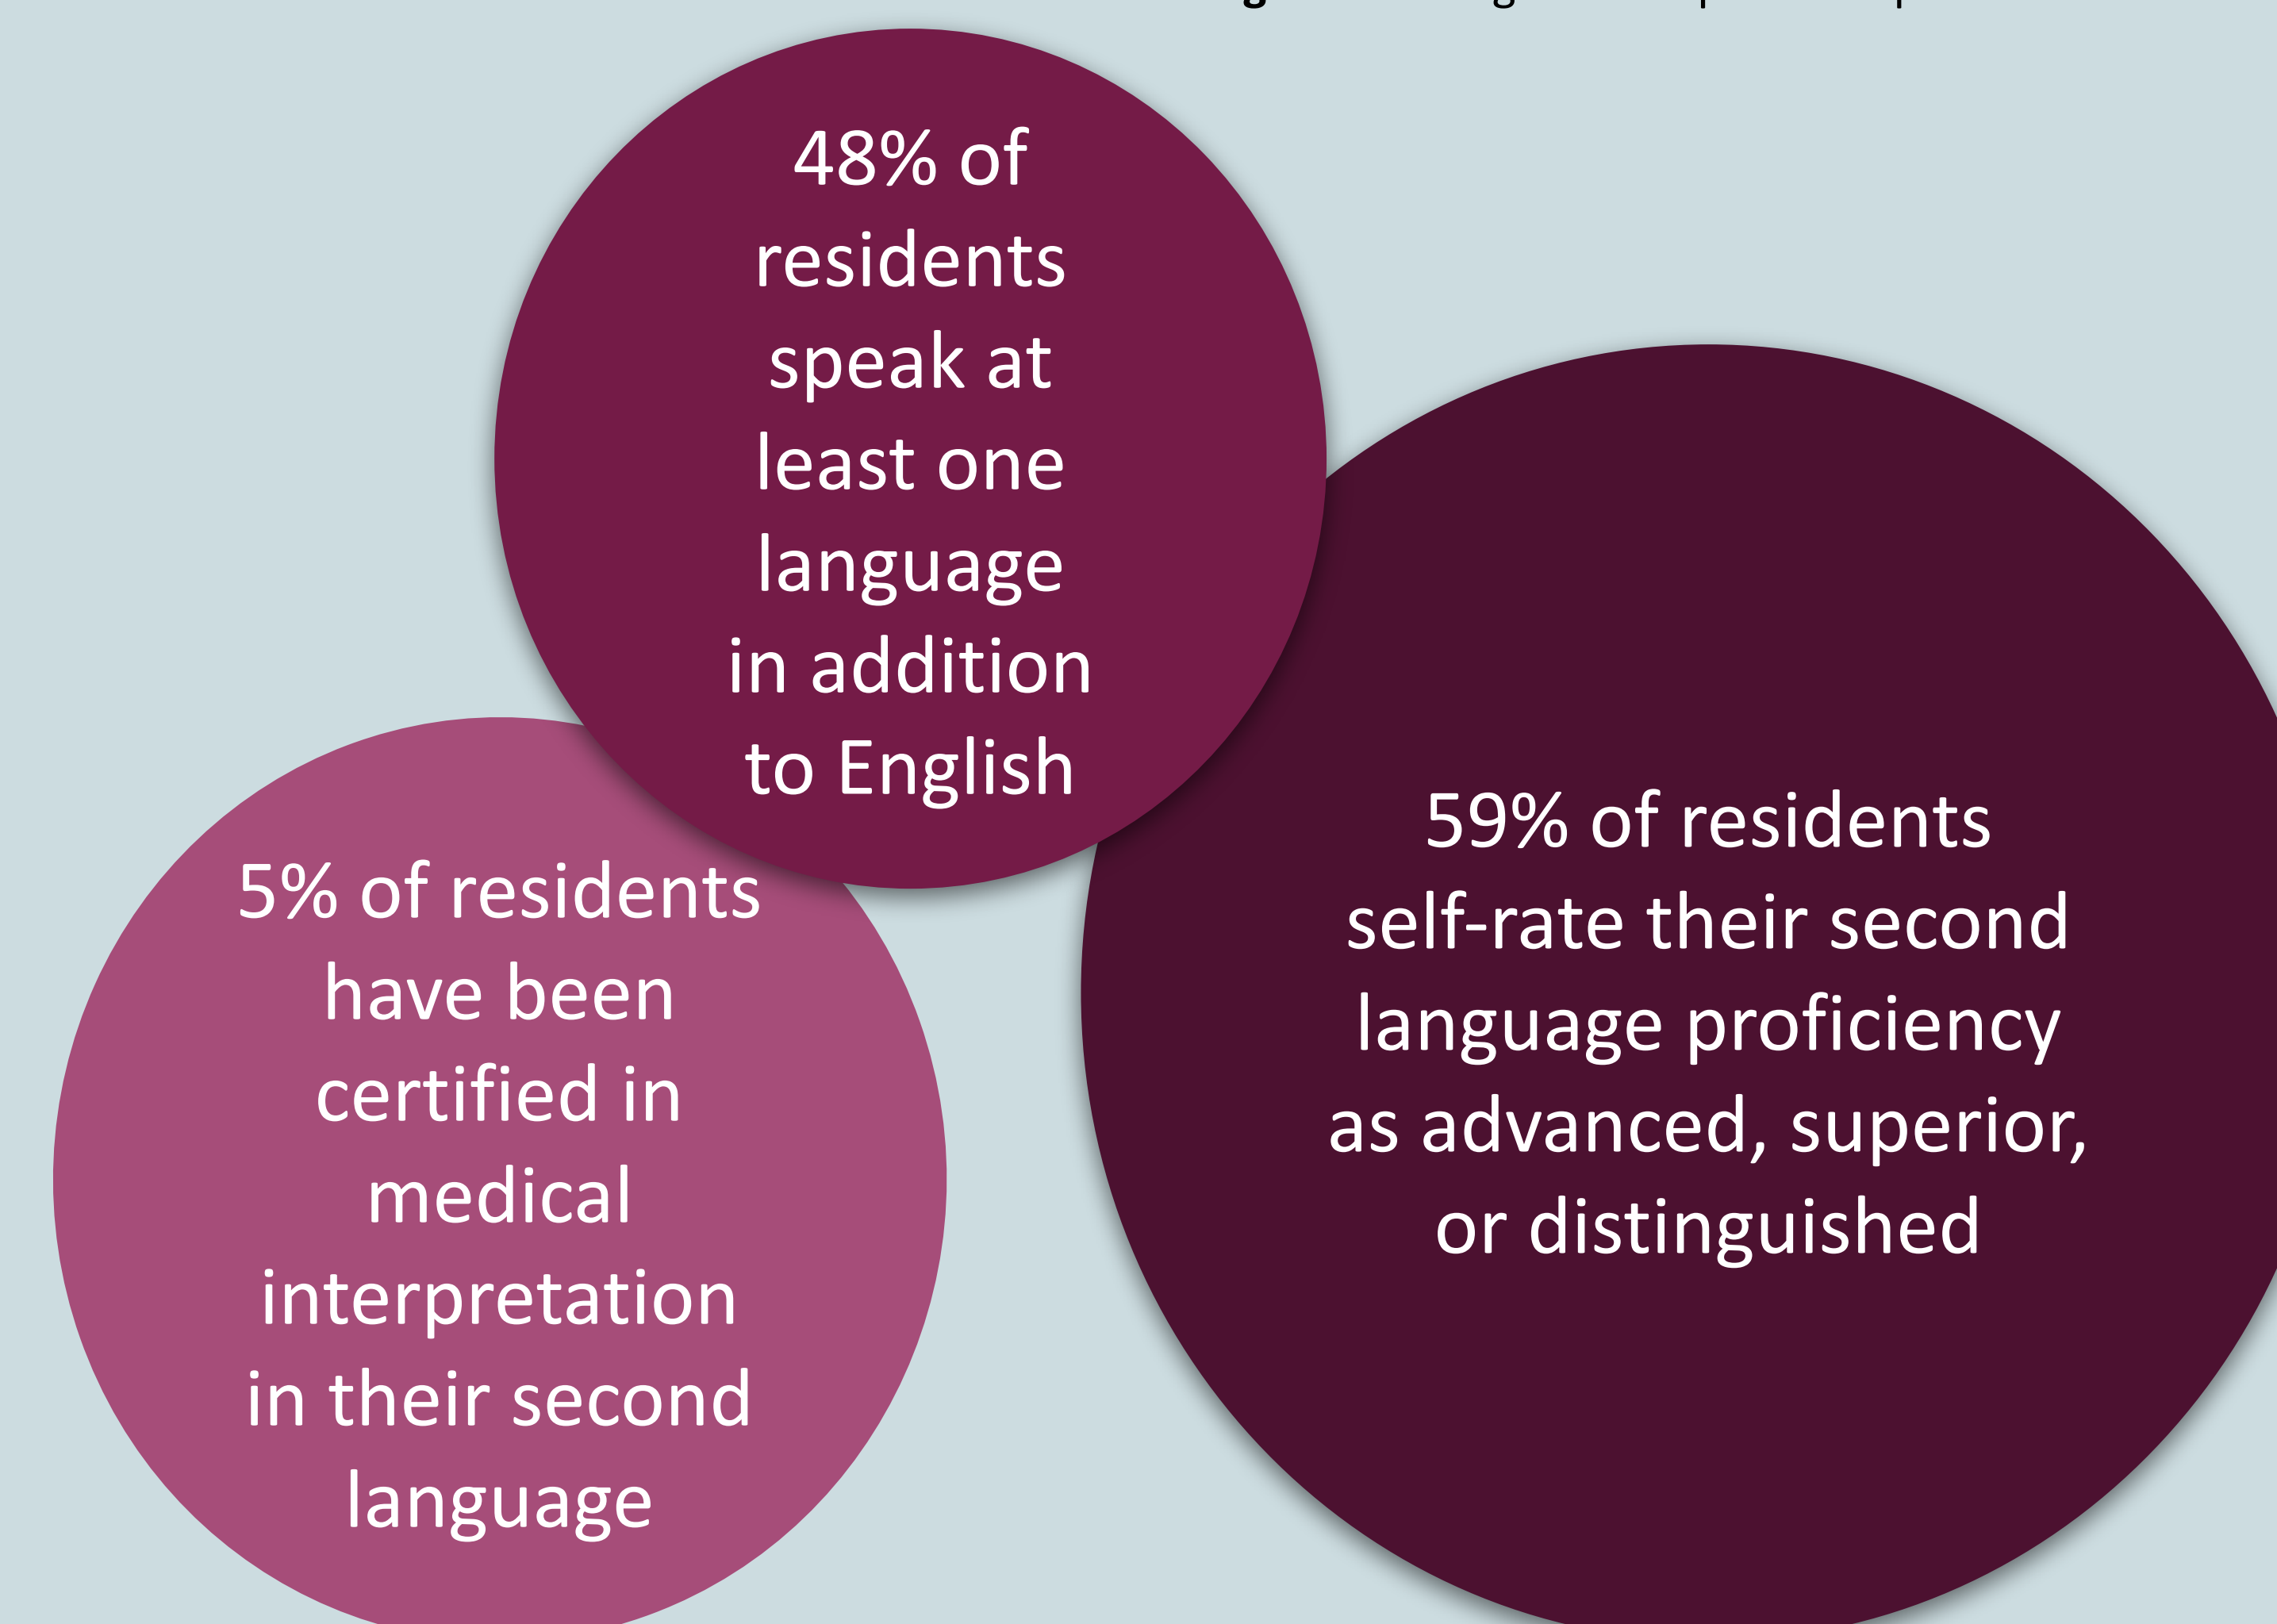 48% of
residents
speak at
least one
language
in addition
to English
5% of residents
have been
certified in
medical
interpretation
in their second
language
59% of residents
self-rate their second
language proficiency
as advanced, superior,
or distinguished